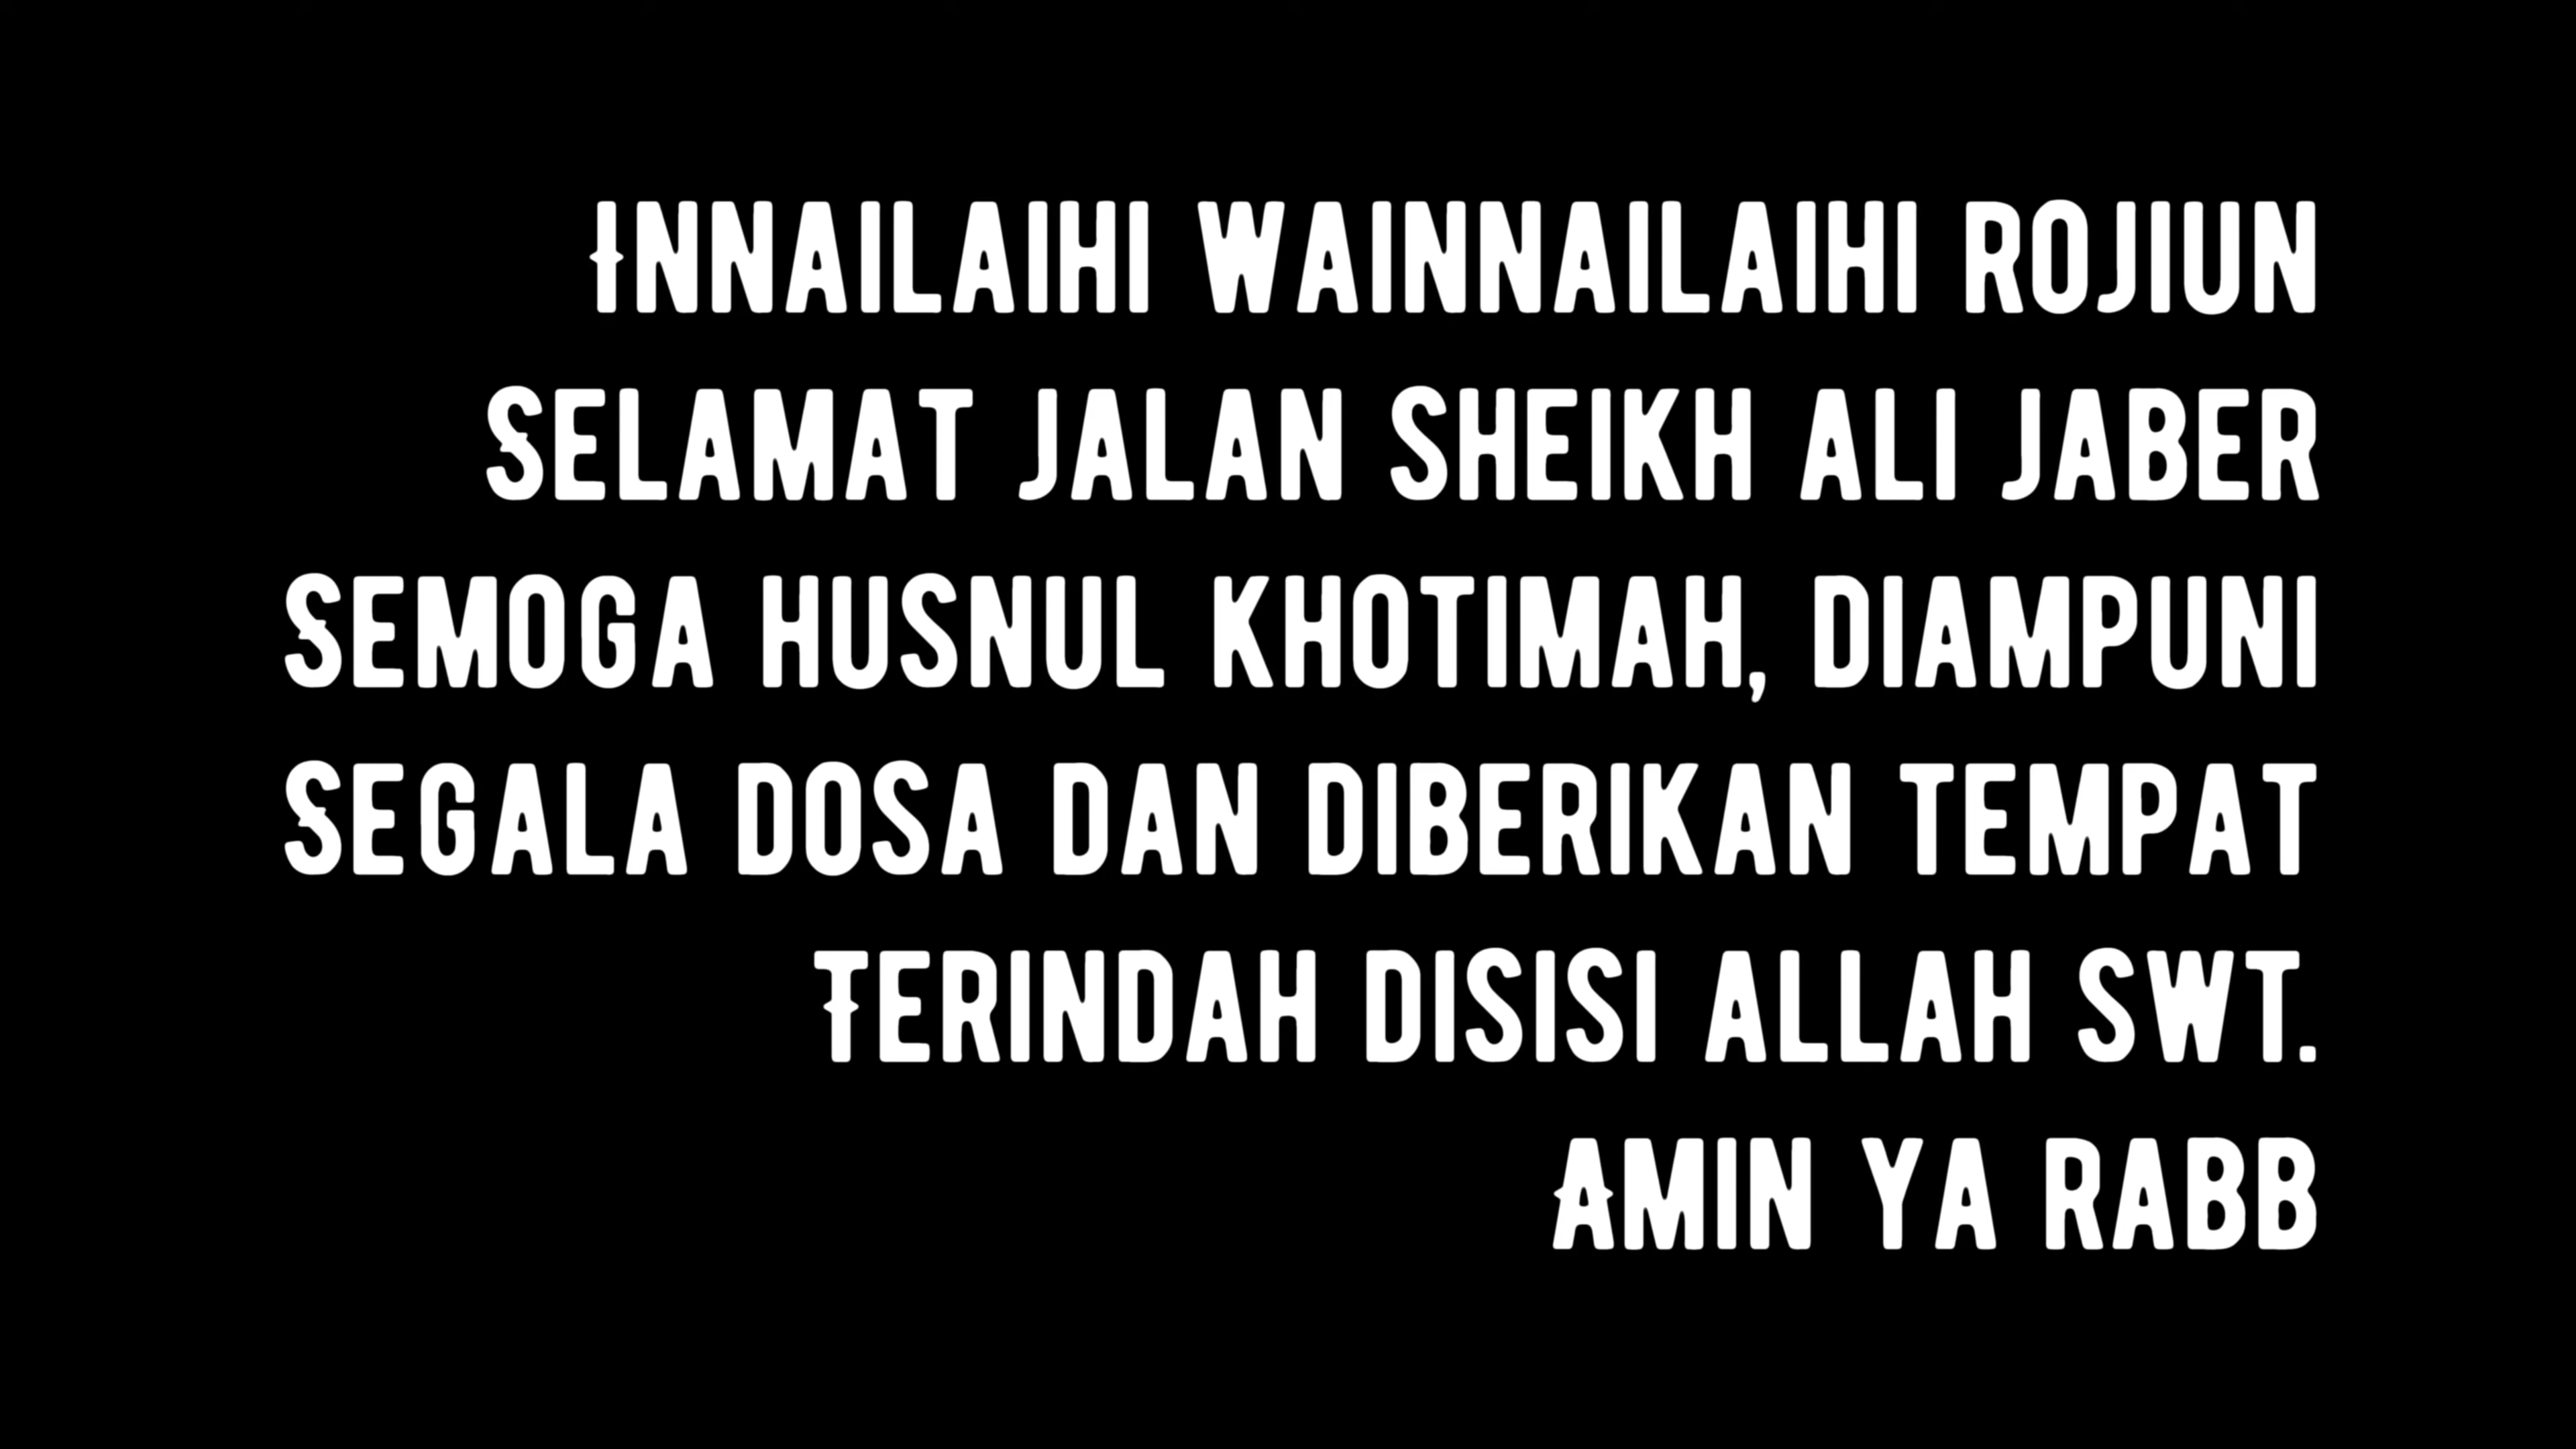 Innailaihi wainnailaihi rojiun
Selamat jalan Sheikh Ali Jaber
Semoga husnul khotimah, diampuni
Segala dosa dan diberikan tempat
Terindah disisi Allah SWT.
Amin ya rabb